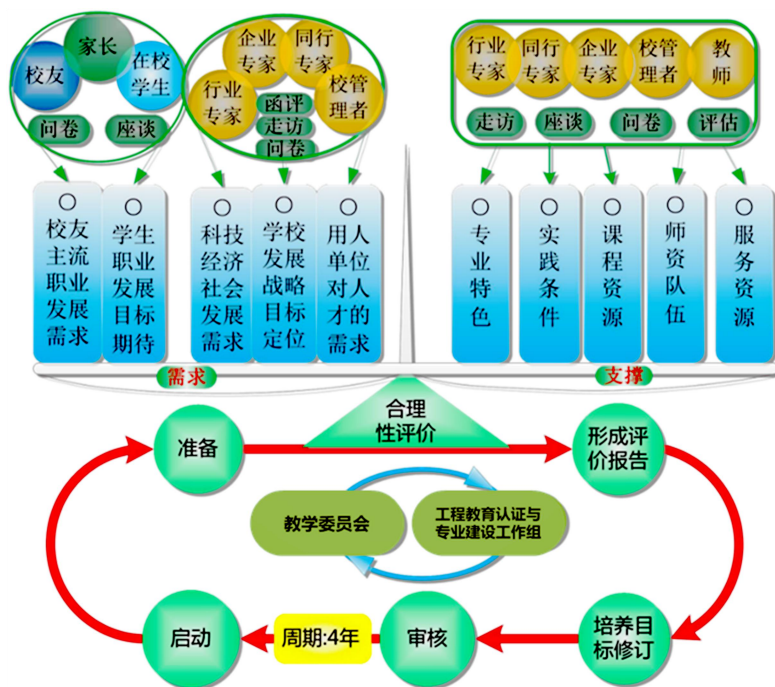 家长
校友
在校
学生
问卷
座谈
企业
专家
同行
专家
行业
专家
校管
理者
函评
走访
问卷
行业
专家
同行
专家
企业
专家
校管
理者
教
师
走访
座谈
问卷
评估
校友
主流
职业
发展
需求
学生
职业
发展
目标
期待
科技
经济
社会
发展
需求
学校
发展
战略
目标
定位
用人
单位
对人
才的
需求
专
业
特
色
实
践
条
件
课
程
资
源
师
资
队
伍
服
务
资
源
需求
支撑
合理
性评价
准备
形成评
价报告
教学委员会
工程教育认证与
专业建设工作组
启动
周期:4年
审核
培养目
标修订